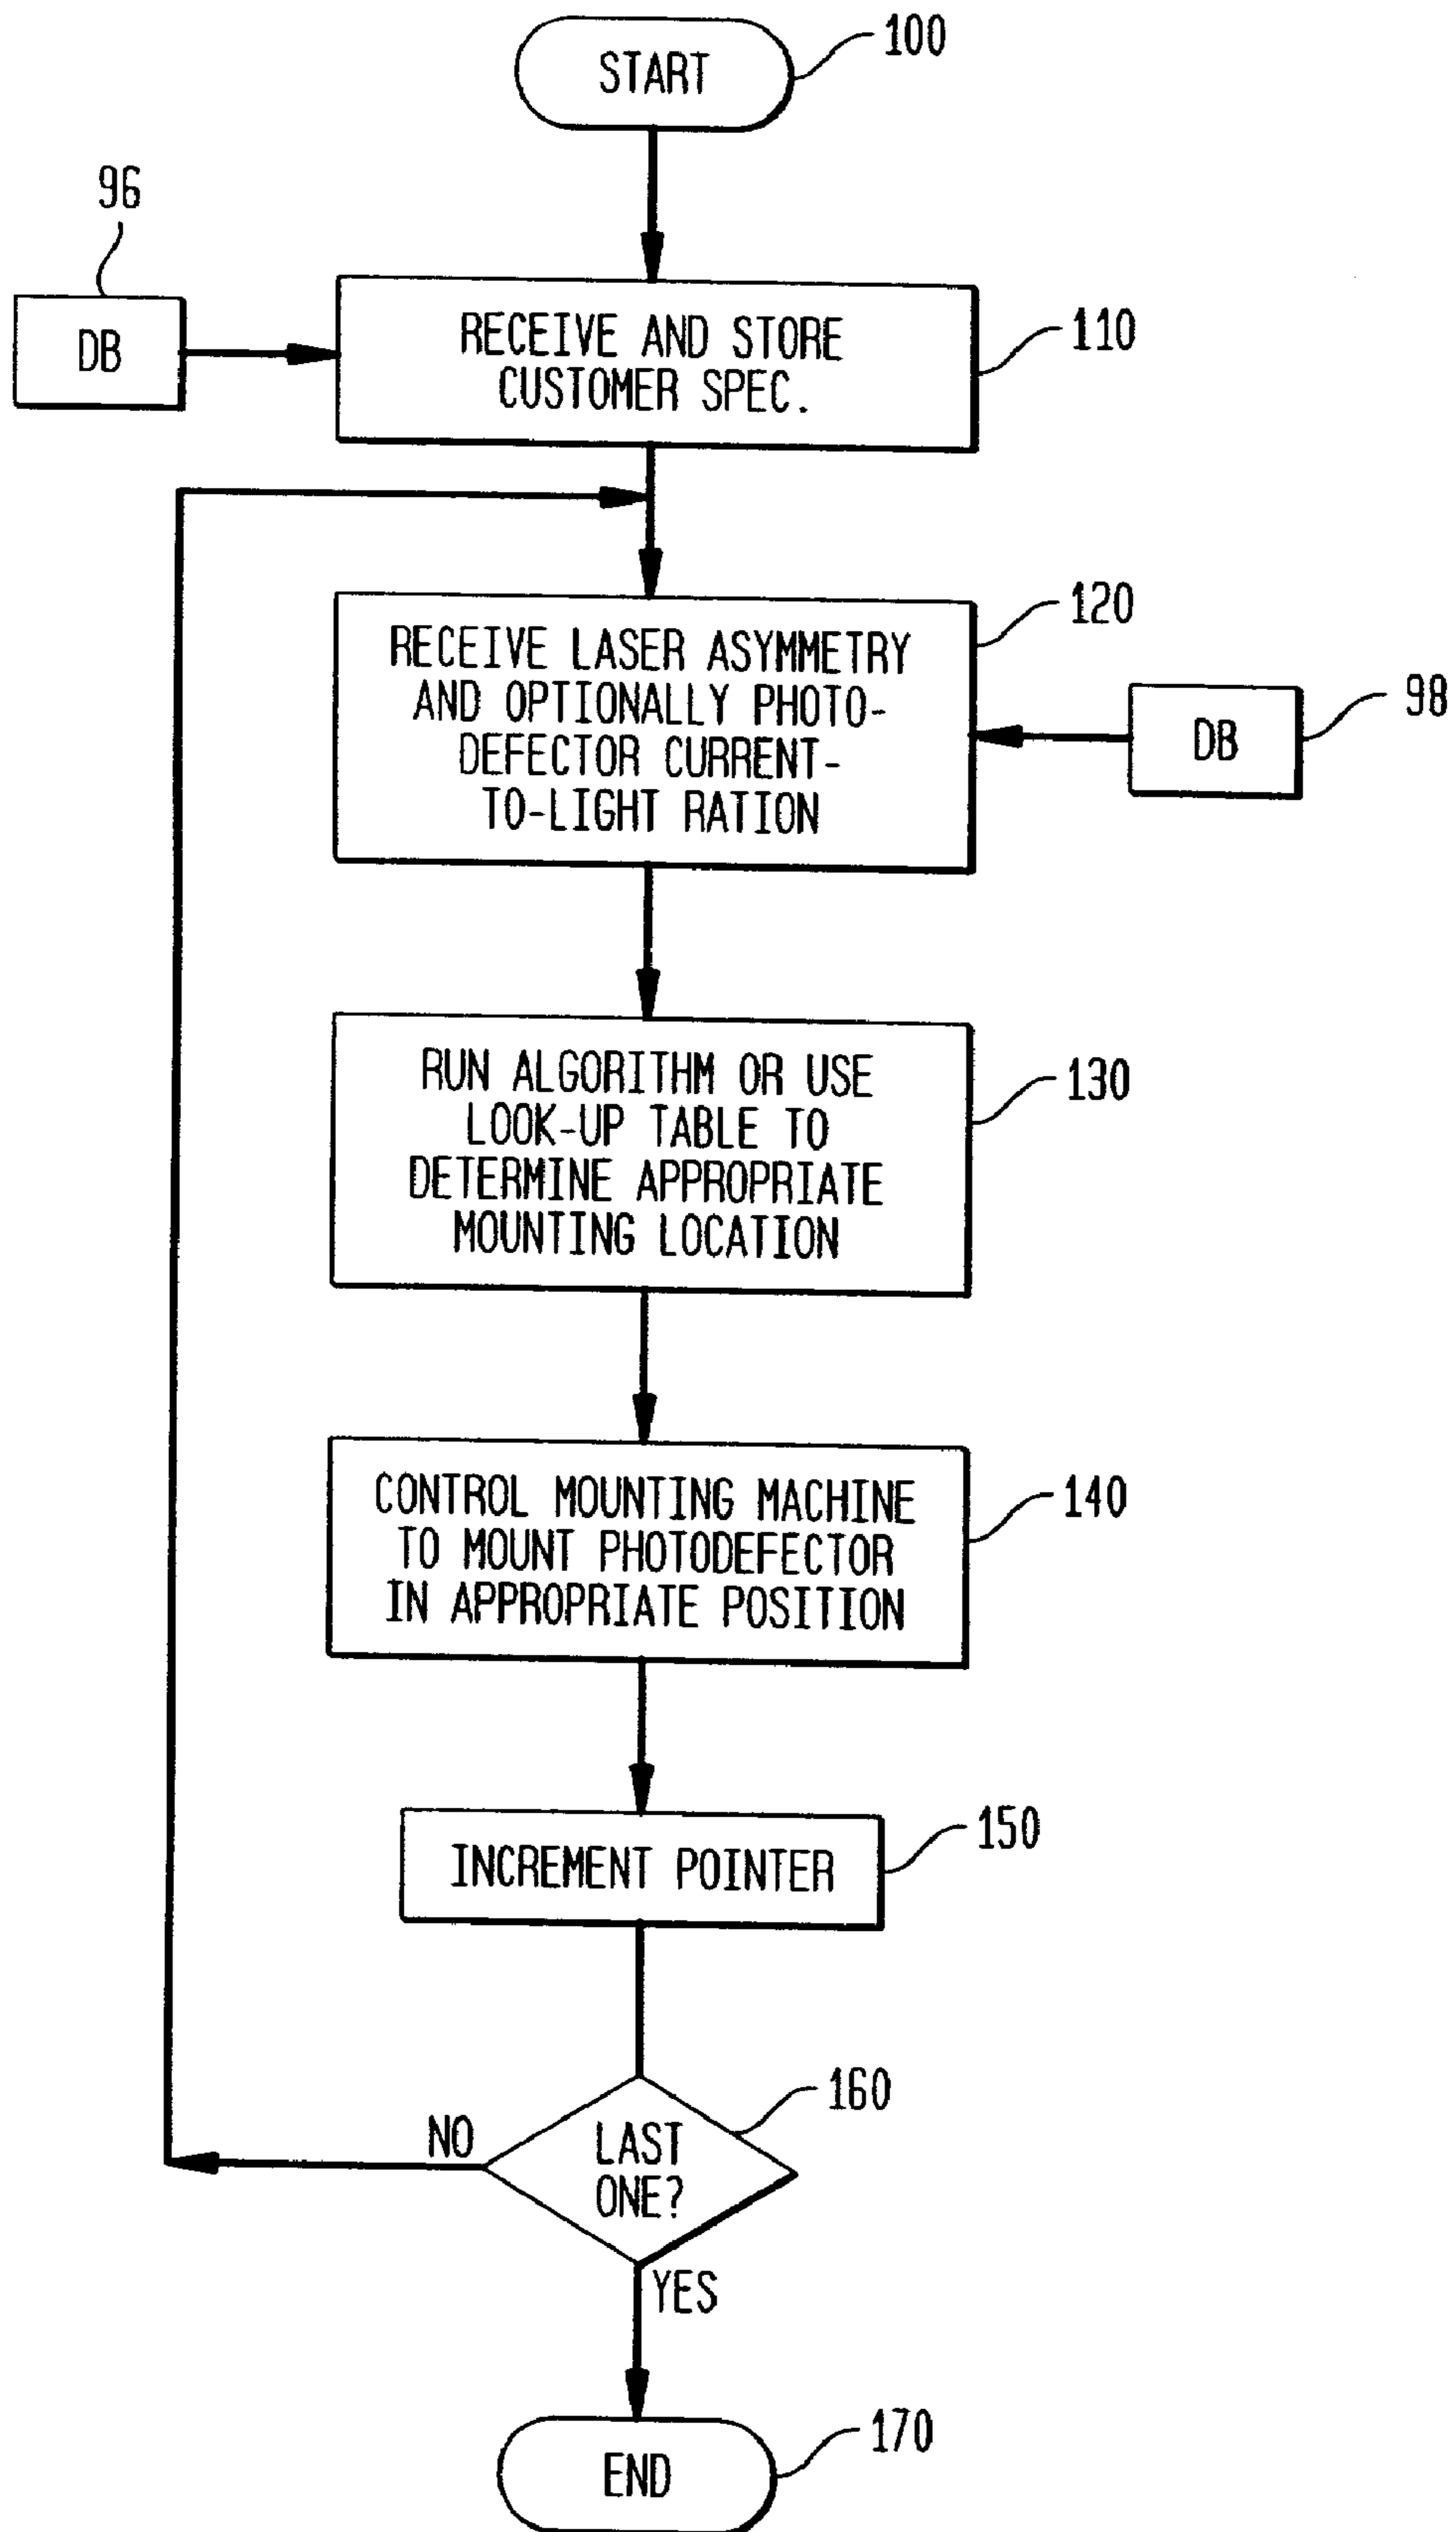 START
100
96
DB
RECEIVE AND STORE
CUSTOMER SPEC.
110
RECEIVE LASER ASYMMETRY
AND OPTIONALLY PHOTO-
DEFECTOR CURRENT-
TO-LIGHT RATION
120
DB
98
RUN ALGORITHM OR USE
LOOK-UP TABLE TO
DETERMINE APPROPRIATE
MOUNTING LOCATION
130
CONTROL MOUNTING MACHINE
TO MOUNT PHOTODEFECTOR
IN APPROPRIATE POSITION
140
INCREMENT POINTER
150
LAST
ONE?
160
NO
YES
END
170